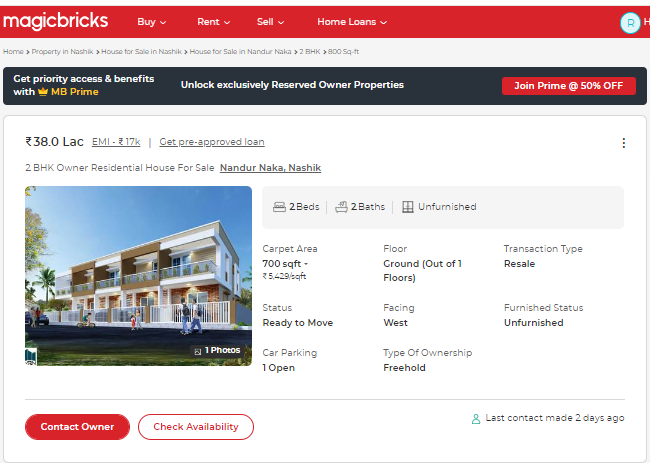 magicbricks
Buy Rent Sell Home Loans R H
Home > Property in Nashik > House for Sale in Nashik > House for Sale in Nandur Naka > 2 BHK > 800 Sq-ft
Get priority access & benefits
with MB Prime
Unlock exclusively Reserved Owner Properties
Join Prime @ 50% OFF
₹38.0 Lac EMI - ₹17k | Get pre-approved loan
2 BHK Owner Residential House For Sale Nandur Naka, Nashik
2 Beds 2 Baths Unfurnished
Carpet Area
700 sqft
₹5,429/sqft
Floor
Ground (Out of 1
Floors)
Transaction Type
Resale
Status
Ready to Move
Facing
West
Furnished Status
Unfurnished
Car Parking
1 Open
Type Of Ownership
Freehold
1 Photos
Contact Owner
Check Availability
Last contact made 2 days ago